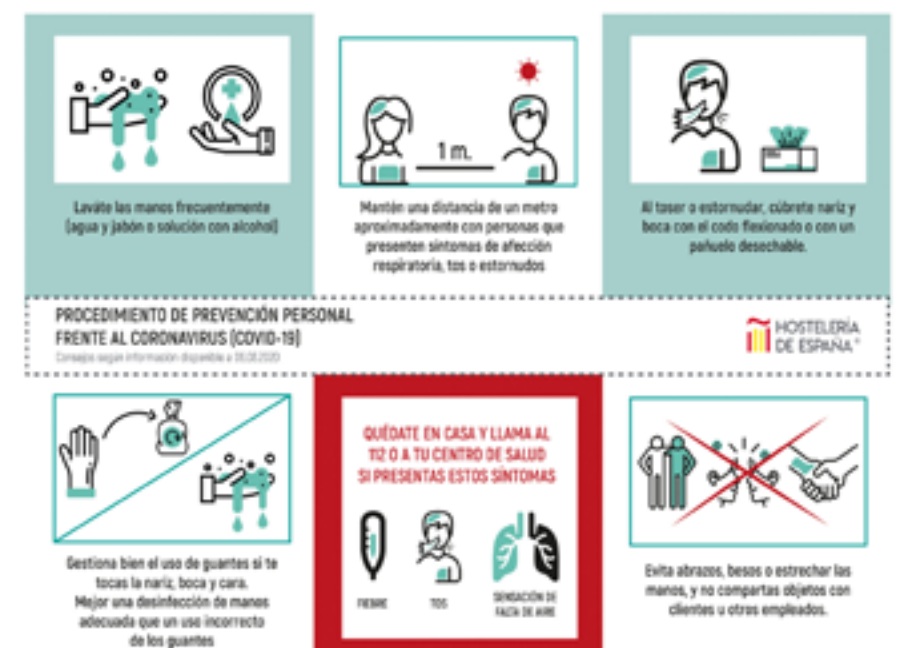 1 m.
Laváte las manos frecuentemente
(agua y jabón o solución con alcohol)
Mantén una distancia de un metro
aproximadamente con personas que
presenten síntomas de afección
respiratoria, tos o estornudos
Al toser o estornudar, cúbrete nariz y
boca con el codo flexionado o con un
pañuelo desechable.
PROCEDIMIENTO DE PREVENCIÓN PERSONAL
FRENTE AL CORONAVIRUS (COVID-19)
Consejos según información disponible a
HOSTELERÍA
DE ESPAÑA
Gestiona bien el uso de guantes si te
tocas la nariz, boca y cara.
Mejor una desinfección de manos
adecuada que un uso incorrecto
de los guantes
QUÉDATE EN CASA Y LLAMA AL
112 O A TU CENTRO DE SALUD
SI PRESENTAS ESTOS SÍNTOMAS
FIEBRE
TOS
SENSACIÓN DE
FALTA DE AIRE
Evita abrazos, besos o estrechar las
manos, y no compartas objetos con
clientes u otros empleados.